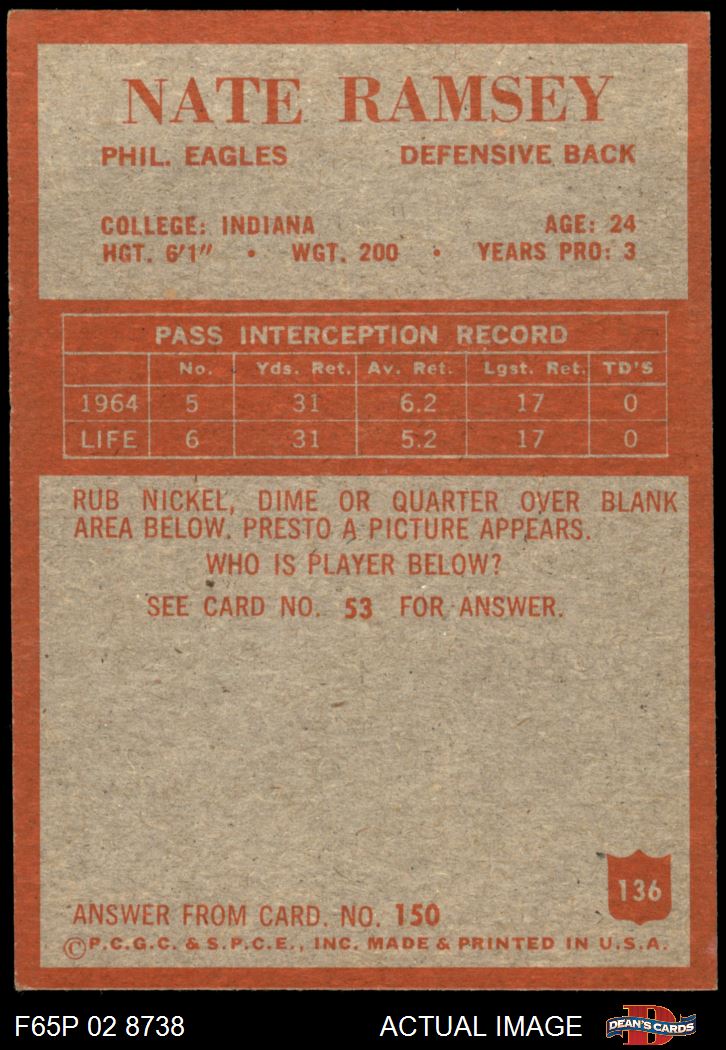 NATE RAMSEY
PHIL. EAGLES DEFENSIVE BACK
COLLEGE: INDIANA AGE: 24
HGT. 6'1" • WGT. 200 • YEARS PRO: 3
PASS INTERCEPTION RECORD
No. Yds. Ret. Av. Ret. Lgst. Ret. TD'S
1964 5 31 6.2 17 0
LIFE 6 31 5.2 17 0
RUB NICKEL, DIME OR QUARTER OVER BLANK
AREA BELOW. PRESTO A PICTURE APPEARS.
WHO IS PLAYER BELOW?
SEE CARD NO. 53 FOR ANSWER.
136
ANSWER FROM CARD. NO. 150
©P.C.G.C. & S.P.C.E., INC. MADE & PRINTED IN U.S.A.
F65P 02 8738 ACTUAL IMAGE D DEAN'S CARDS